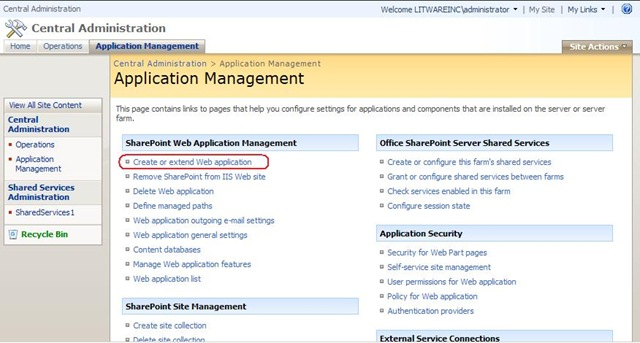 Central Administration
Welcome LITWAREINC\administrator
My Site
My Links
Central Administration
Home
Operations
Application Management
Site Actions
Central Administration > Application Management
Application Management
View All Site Content
Central
Administration
Operations
Application
Management
Shared Services
Administration
SharedServices1
Recycle Bin
This page contains links to pages that help you configure settings for applications and components that are installed on the server or server
farm.
SharePoint Web Application Management
Create or extend Web application
Remove SharePoint from IIS Web site
Delete Web application
Define managed paths
Web application outgoing e-mail settings
Web application general settings
Content databases
Manage Web application features
Web application list
SharePoint Site Management
Create site collection
Delete site collection
Office SharePoint Server Shared Services
Create or configure this farm's shared services
Grant or configure shared services between farms
Check services enabled in this farm
Configure session state
Application Security
Security for Web Part pages
Self-service site management
User permissions for Web application
Policy for Web application
Authentication providers
External Service Connections